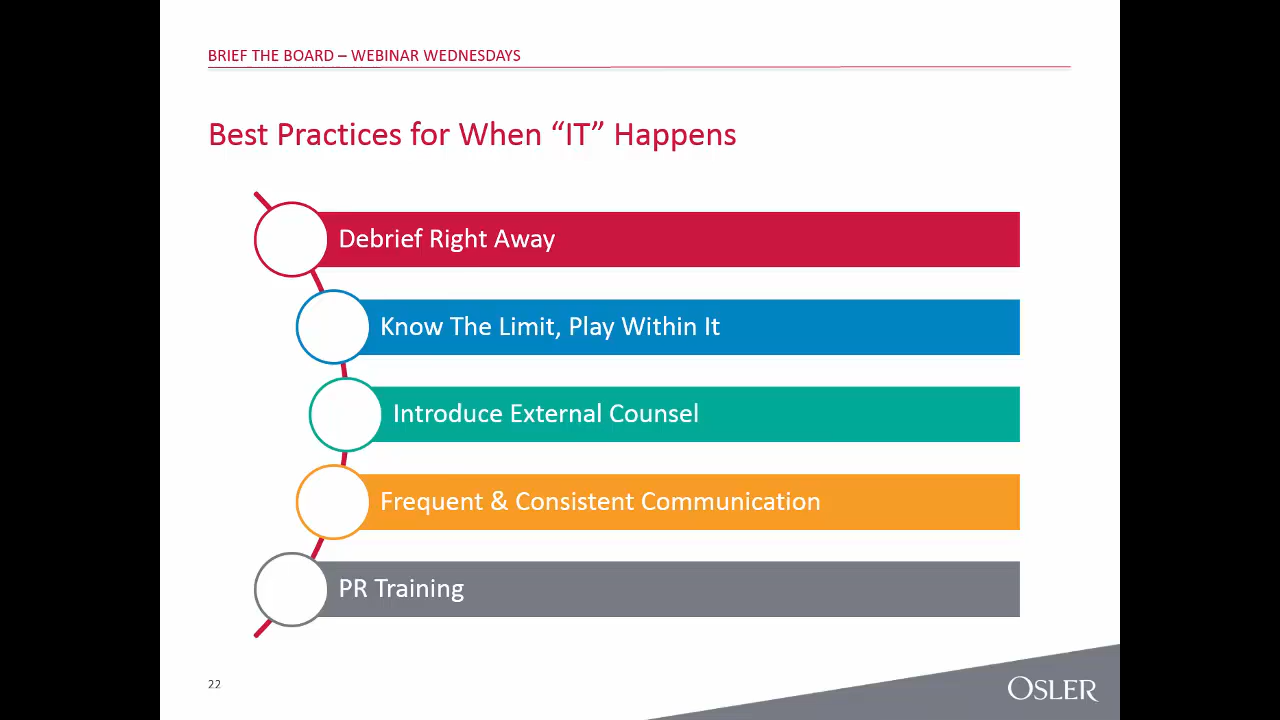 BRIEF THE BOARD – WEBINAR WEDNESDAYS
Best Practices for When “IT” Happens
Debrief Right Away
Know The Limit, Play Within It
Introduce External Counsel
Frequent & Consistent Communication
PR Training
22
OSLER